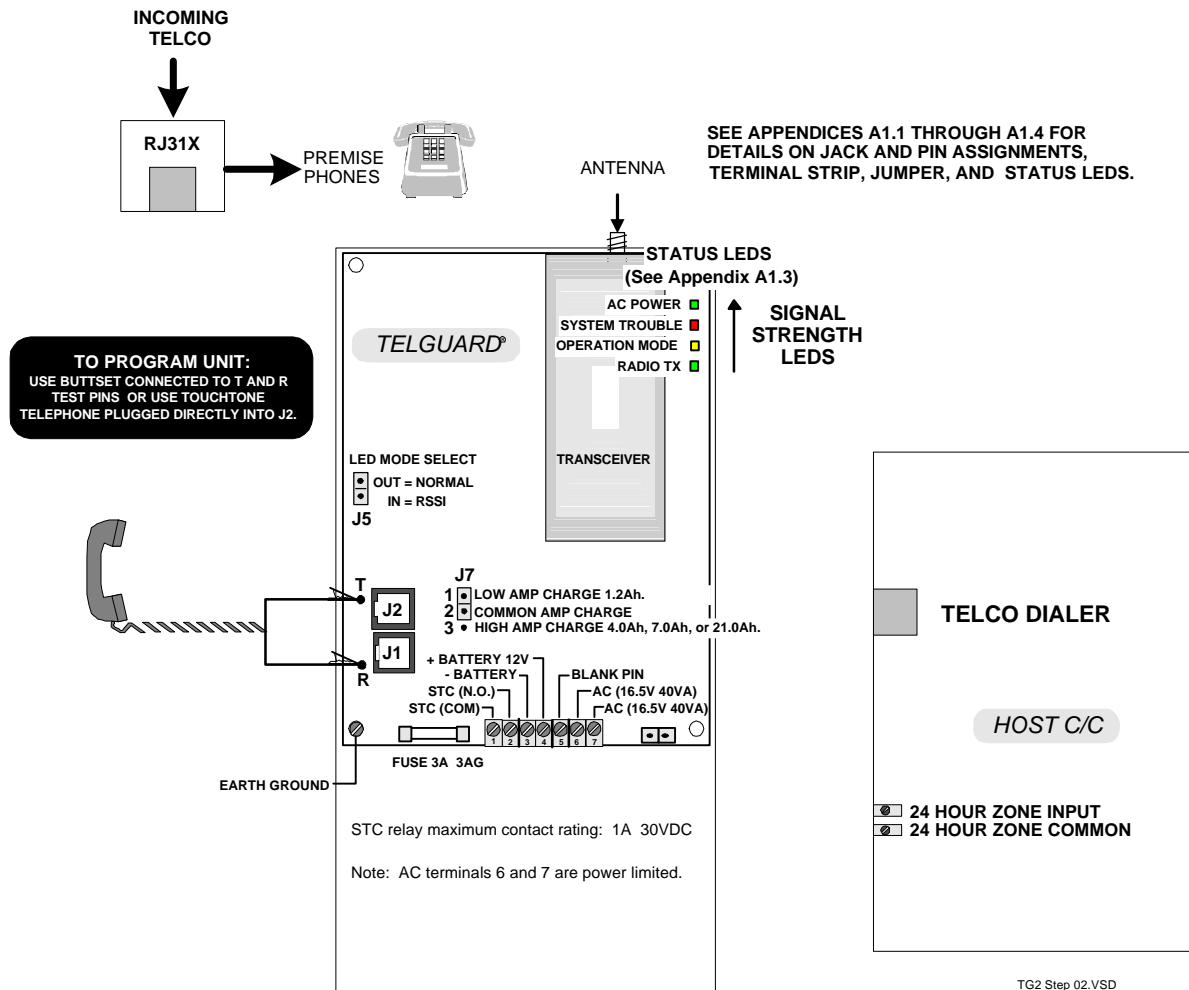 INCOMING
TELCO
RJ31X
PREMISE
PHONES
SEE APPENDICES A1.1 THROUGH A1.4 FOR
DETAILS ON JACK AND PIN ASSIGNMENTS,
TERMINAL STRIP, JUMPER, AND STATUS LEDS.
ANTENNA
STATUS LEDS
(See Appendix A1.3)
AC POWER
SYSTEM TROUBLE
OPERATION MODE
RADIO TX
SIGNAL
STRENGTH
LEDS
TELGUARD®
TO PROGRAM UNIT:
USE BUTTSET CONNECTED TO T AND R
TEST PINS OR USE TOUCHTONE
TELEPHONE PLUGGED DIRECTLY INTO J2.
LED MODE SELECT
OUT = NORMAL
IN = RSSI
J5
TRANSCEIVER
T
J2
J1
R
J7
1 LOW AMP CHARGE 1.2Ah.
2 COMMON AMP CHARGE
3 HIGH AMP CHARGE 4.0Ah, 7.0Ah, or 21.0Ah.
+ BATTERY 12V
- BATTERY
STC (N.O.)
STC (COM)
BLANK PIN
AC (16.5V 40VA)
AC (16.5V 40VA)
1 2 3 4 5 6 7
FUSE 3A 3AG
EARTH GROUND
STC relay maximum contact rating: 1A 30VDC
Note: AC terminals 6 and 7 are power limited.
TELCO DIALER
HOST C/C
24 HOUR ZONE INPUT
24 HOUR ZONE COMMON
TG2 Step 02.VSD